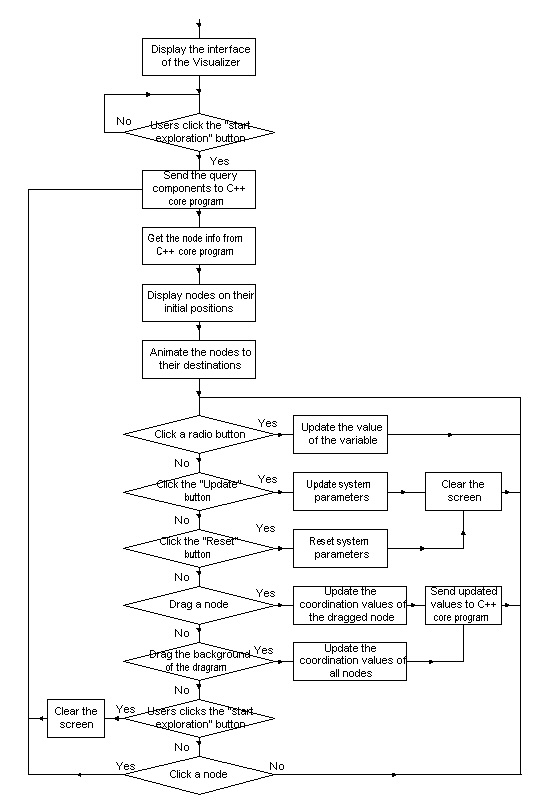 Display the interface
of the Visualizer
No
Users click the "start
exploration" button
Yes
Send the query
components to C++
core program
Get the node info from
C++ core program
Display nodes on their
initial positions
Animate the nodes to
their destinations
Click a radio button
Yes
Update the value
of the variable
No
Click the "Update"
button
Yes
Update system
parameters
Clear the
screen
No
Click the "Reset"
button
Yes
Reset system
parameters
No
Drag a node
Yes
Update the
coordination values of
the dragged node
Send updated
values to C++
core program
No
Drag the background
of the dragram
Yes
Update the
coordination values of
all nodes
No
Clear the
screen
Yes
Users clicks the "start
exploration" button
No
Yes
Click a node
No